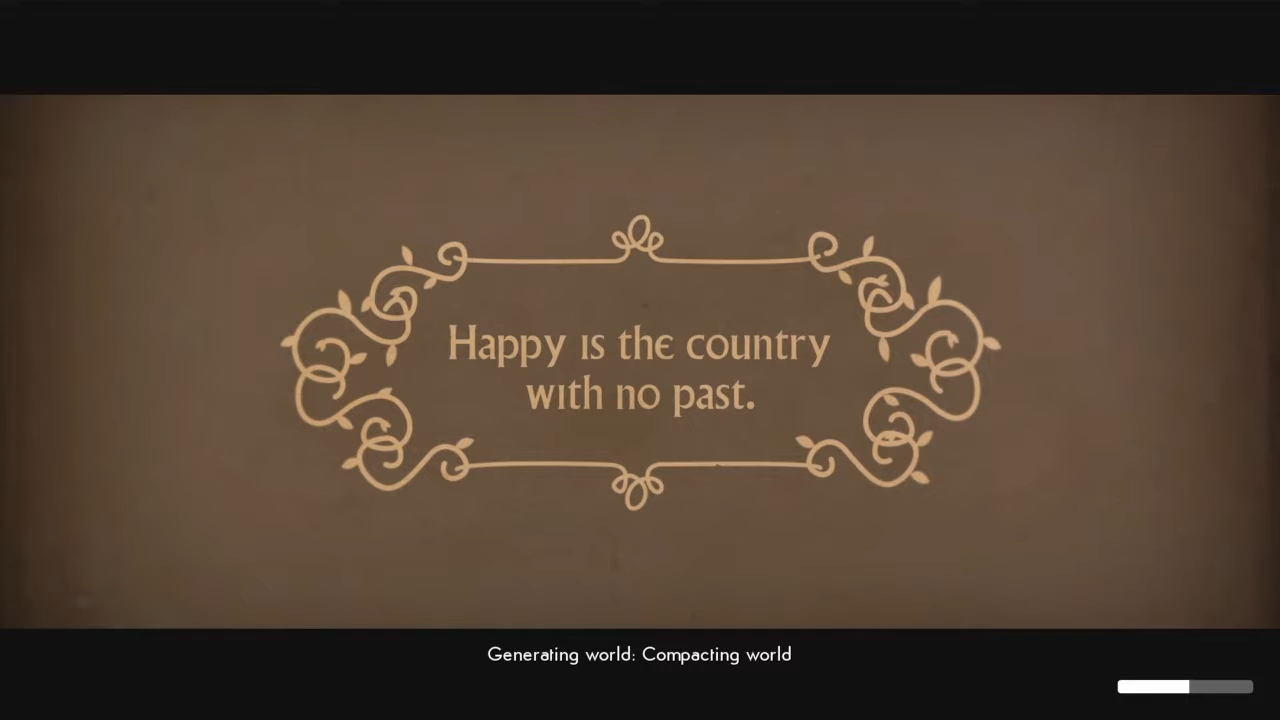 Happy is the country
with no past.
Generating world: Compacting world